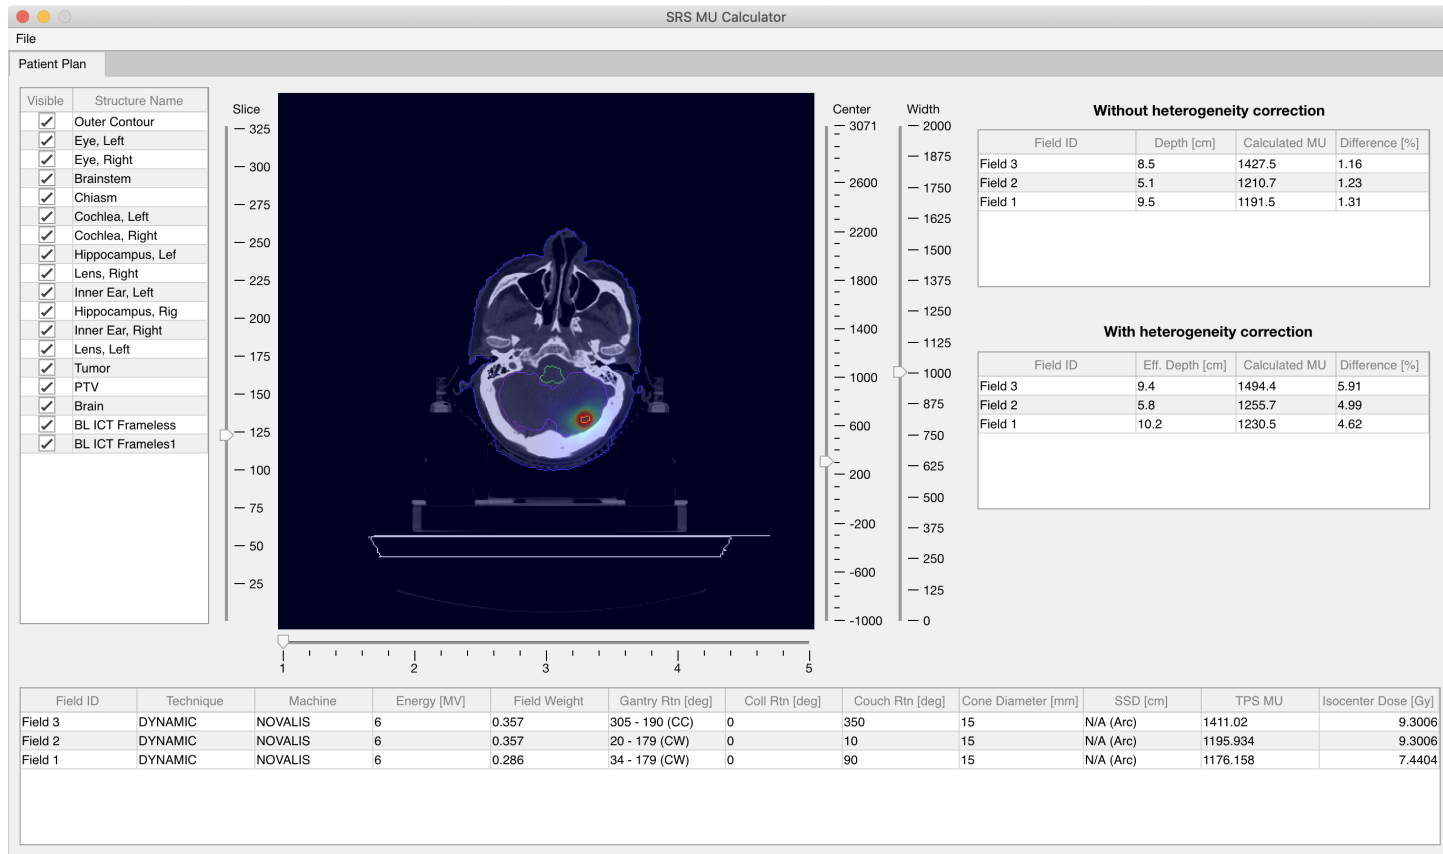 SRS MU Calculator
File
Patient Plan
Visible Structure Name
Outer Contour
Eye, Left
Eye, Right
Brainstem
Chiasm
Cochlea, Left
Cochlea, Right
Hippocampus, Lef
Lens, Right
Inner Ear, Left
Hippocampus, Rig
Inner Ear, Right
Lens, Left
Tumor
PTV
Brain
BL ICT Frameless
BL ICT Frameles1
Slice
325
300
275
250
225
200
175
150
125
100
75
50
25
1 2 3 4 5
Center
3071
2600
2200
1800
1400
1000
600
200
-200
-600
-1000
Width
2000
1875
1750
1625
1500
1375
1250
1125
1000
875
750
625
500
375
250
125
0
Without heterogeneity correction
Field ID Depth [cm] Calculated MU Difference [%]
Field 3 8.5 1427.5 1.16
Field 2 5.1 1210.7 1.23
Field 1 9.5 1191.5 1.31
With heterogeneity correction
Field ID Eff. Depth [cm] Calculated MU Difference [%]
Field 3 9.4 1494.4 5.91
Field 2 5.8 1255.7 4.99
Field 1 10.2 1230.5 4.62
Field ID Technique Machine Energy [MV] Field Weight Gantry Rtn [deg] Coll Rtn [deg] Couch Rtn [deg] Cone Diameter [mm] SSD [cm] TPS MU Isocenter Dose [Gy]
Field 3 DYNAMIC NOVALIS 6 0.357 305 - 190 (CC) 0 350 15 N/A (Arc) 1411.02 9.3006
Field 2 DYNAMIC NOVALIS 6 0.357 20 - 179 (CW) 0 10 15 N/A (Arc) 1195.934 9.3006
Field 1 DYNAMIC NOVALIS 6 0.286 34 - 179 (CW) 0 90 15 N/A (Arc) 1176.158 7.4404